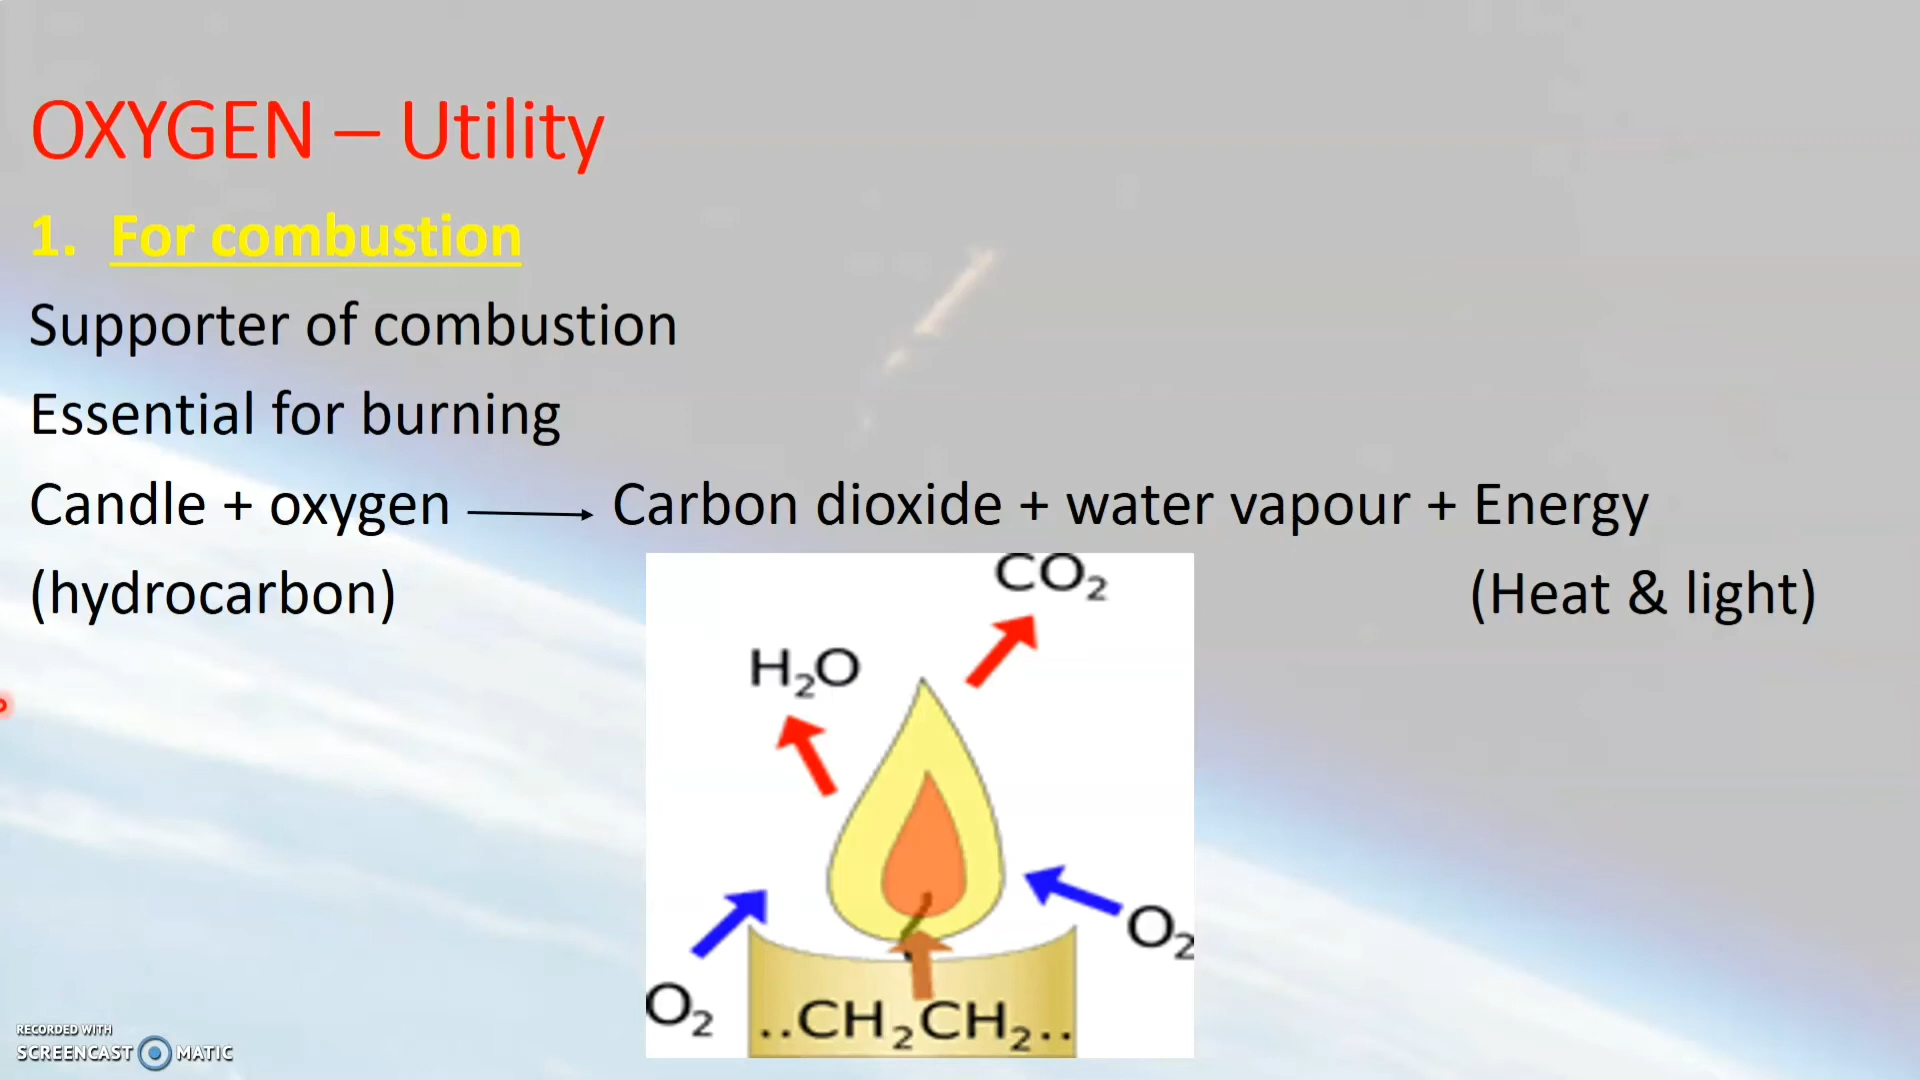 OXYGEN – Utility
1. For combustion
Supporter of combustion
Essential for burning
Candle + oxygen ⟶ Carbon dioxide + water vapour + Energy
(hydrocarbon) (Heat & light)
CO₂
H₂O
O₂
O₂
..CH₂CH₂..
RECORDED WITH
SCREENCAST MATIC